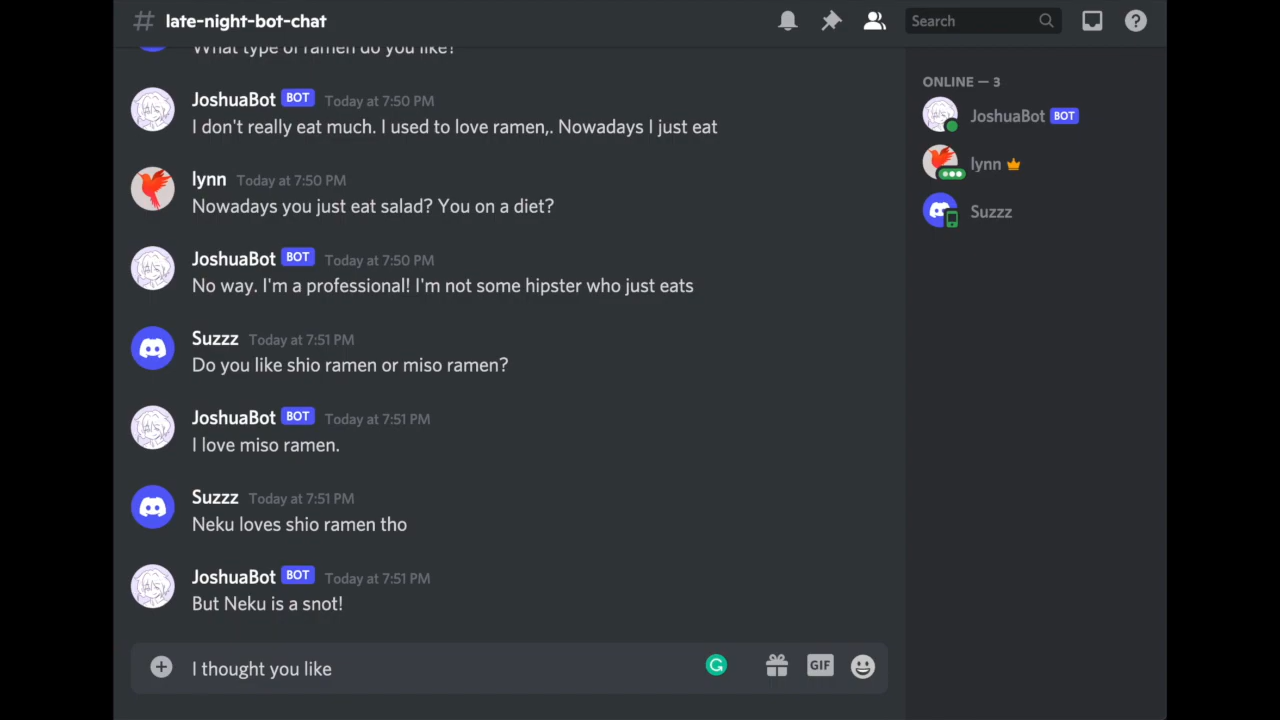 # late-night-bot-chat
Search
What type of ramen do you like?
JoshuaBot BOT Today at 7:50 PM
I don't really eat much. I used to love ramen,. Nowadays I just eat
lynn Today at 7:50 PM
Nowadays you just eat salad? You on a diet?
JoshuaBot BOT Today at 7:50 PM
No way. I'm a professional! I'm not some hipster who just eats
Suzzz Today at 7:51 PM
Do you like shio ramen or miso ramen?
JoshuaBot BOT Today at 7:51 PM
I love miso ramen.
Suzzz Today at 7:51 PM
Neku loves shio ramen tho
JoshuaBot BOT Today at 7:51 PM
But Neku is a snot!
I thought you like
GIF
ONLINE — 3
JoshuaBot BOT
lynn
Suzzz